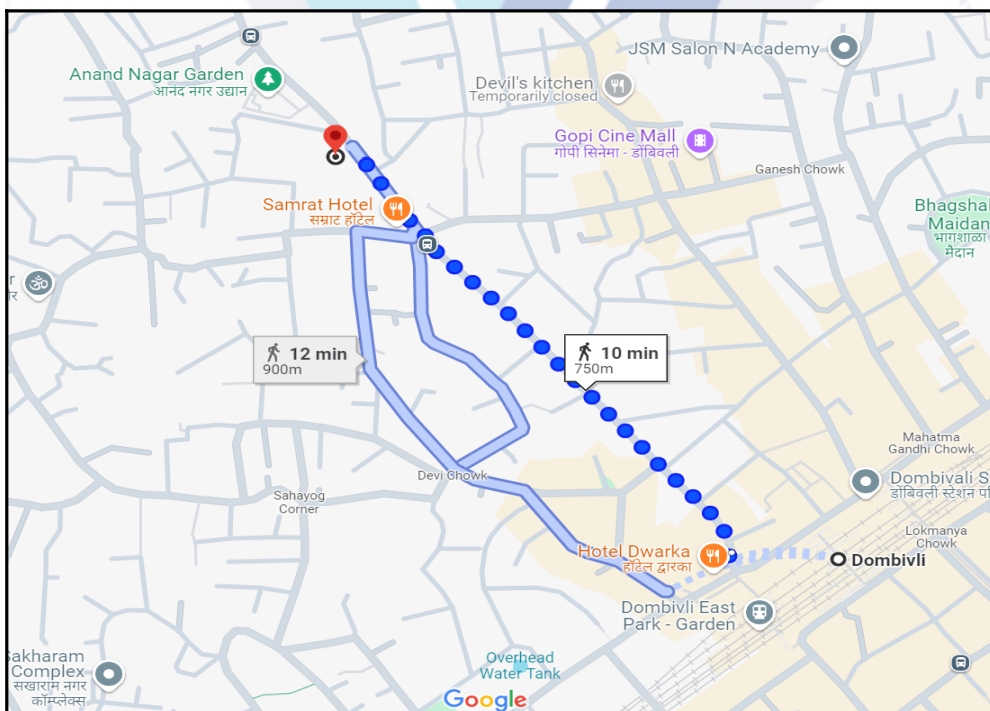 JSM Salon N Academy
Anand Nagar Garden
आनंद नगर उद्यान
Devil's kitchen
Temporarily closed
Gopi Cine Mall
गोपी सिनेमा - डोंबिवली
Ganesh Chowk
Samrat Hotel
सम्राट हॉटेल
Bhagshal
Maidan
भागशाळा
मैदान
12 min
900m
10 min
750m
Mahatma
Gandhi Chowk
Devi Chowk
Sahayog
Corner
Dombivali S
डोंबिवली स्टेशन परि
Lokmanya
Chowk
Hotel Dwarka
हॉटेल द्वारका
Dombivli
Dombivli East
Park - Garden
Overhead
Water Tank
Sakharam
Complex
सखाराम नगर
कॉम्प्लेक्स
Google